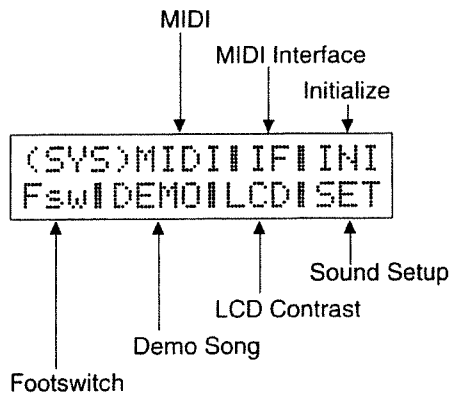 MIDI
MIDI Interface
Initialize
(SYS)MIDI▮IF▮INI
Fsw▮DEMO▮LCD▮SET
Sound Setup
LCD Contrast
Demo Song
Footswitch